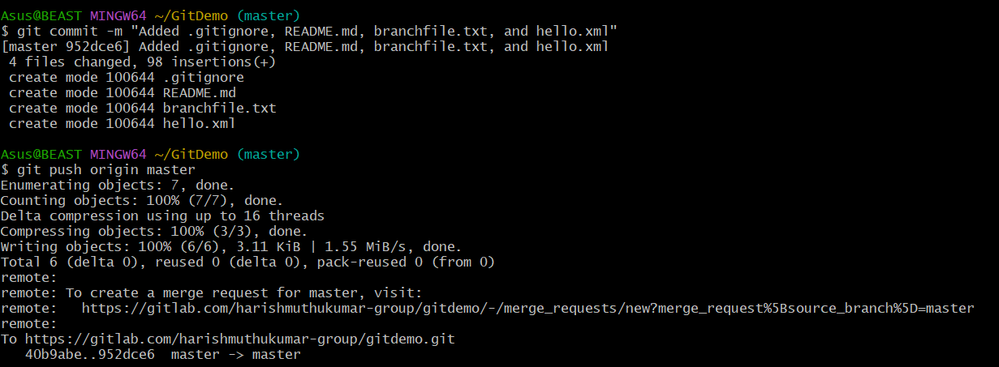 Asus@BEAST MINGW64 ~/GitDemo (master)
$ git commit -m "Added .gitignore, README.md, branchfile.txt, and hello.xml"
[master 952dce6] Added .gitignore, README.md, branchfile.txt, and hello.xml
 4 files changed, 98 insertions(+)
 create mode 100644 .gitignore
 create mode 100644 README.md
 create mode 100644 branchfile.txt
 create mode 100644 hello.xml

Asus@BEAST MINGW64 ~/GitDemo (master)
$ git push origin master
Enumerating objects: 7, done.
Counting objects: 100% (7/7), done.
Delta compression using up to 16 threads
Compressing objects: 100% (3/3), done.
Writing objects: 100% (6/6), 3.11 KiB | 1.55 MiB/s, done.
Total 6 (delta 0), reused 0 (delta 0), pack-reused 0 (from 0)
remote:
remote: To create a merge request for master, visit:
remote:   https://gitlab.com/harishmuthukumar-group/gitdemo/-/merge_requests/new?merge_request%5Bsource_branch%5D=master
remote:
To https://gitlab.com/harishmuthukumar-group/gitdemo.git
   40b9abe..952dce6  master -> master